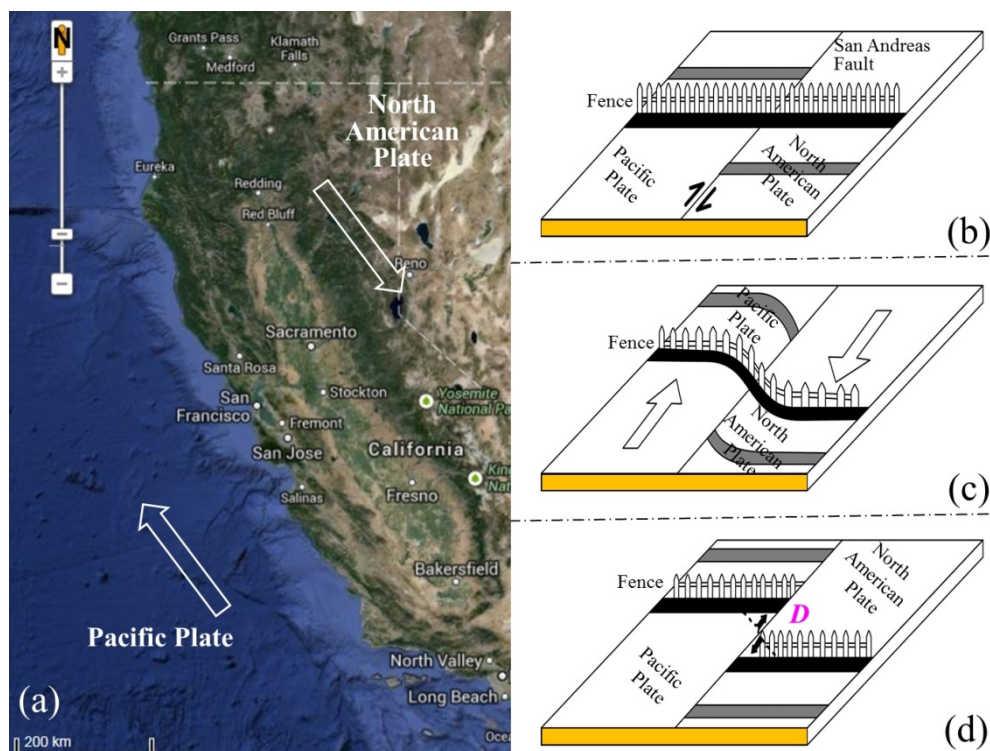 N
Grants Pass
Klamath
Falls
Medford
North
American
Plate
Eureka
Redding
Red Bluff
Reno
Sacramento
Santa Rosa
Stockton
Yosemite
National Pa
San
Francisco
Fremont
San Jose
California
Kin
Nat
Salinas
Fresno
Bakersfield
Pacific Plate
North Valley
Long Beach
(a)
200 km
Ocea
San Andreas
Fault
Fence
Pacific
Plate
North
American
Plate
(b)
Pacific
Plate
Fence
North
American
Plate
(c)
North
American
Plate
Fence
D
Pacific
Plate
(d)